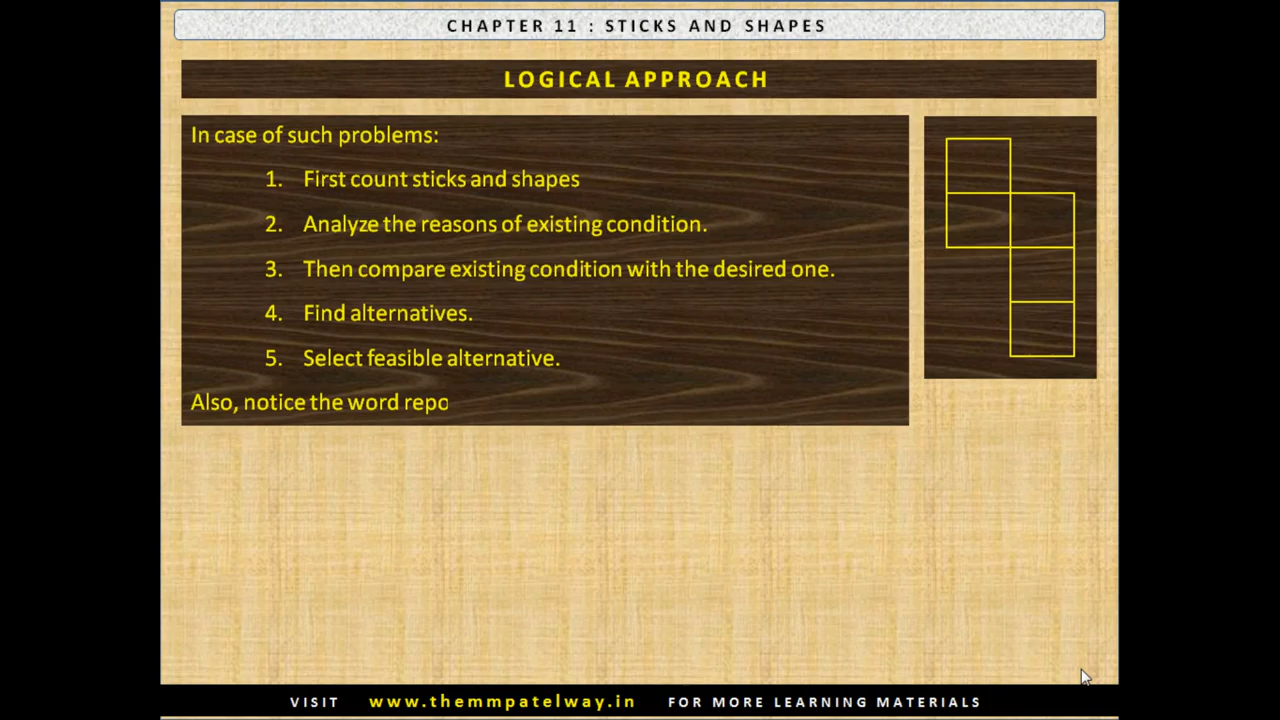 CHAPTER 11 : STICKS AND SHAPES
LOGICAL APPROACH
In case of such problems:
1. First count sticks and shapes
2. Analyze the reasons of existing condition.
3. Then compare existing condition with the desired one.
4. Find alternatives.
5. Select feasible alternative.
Also, notice the word repo
VISIT www.themmpatelway.in FOR MORE LEARNING MATERIALS